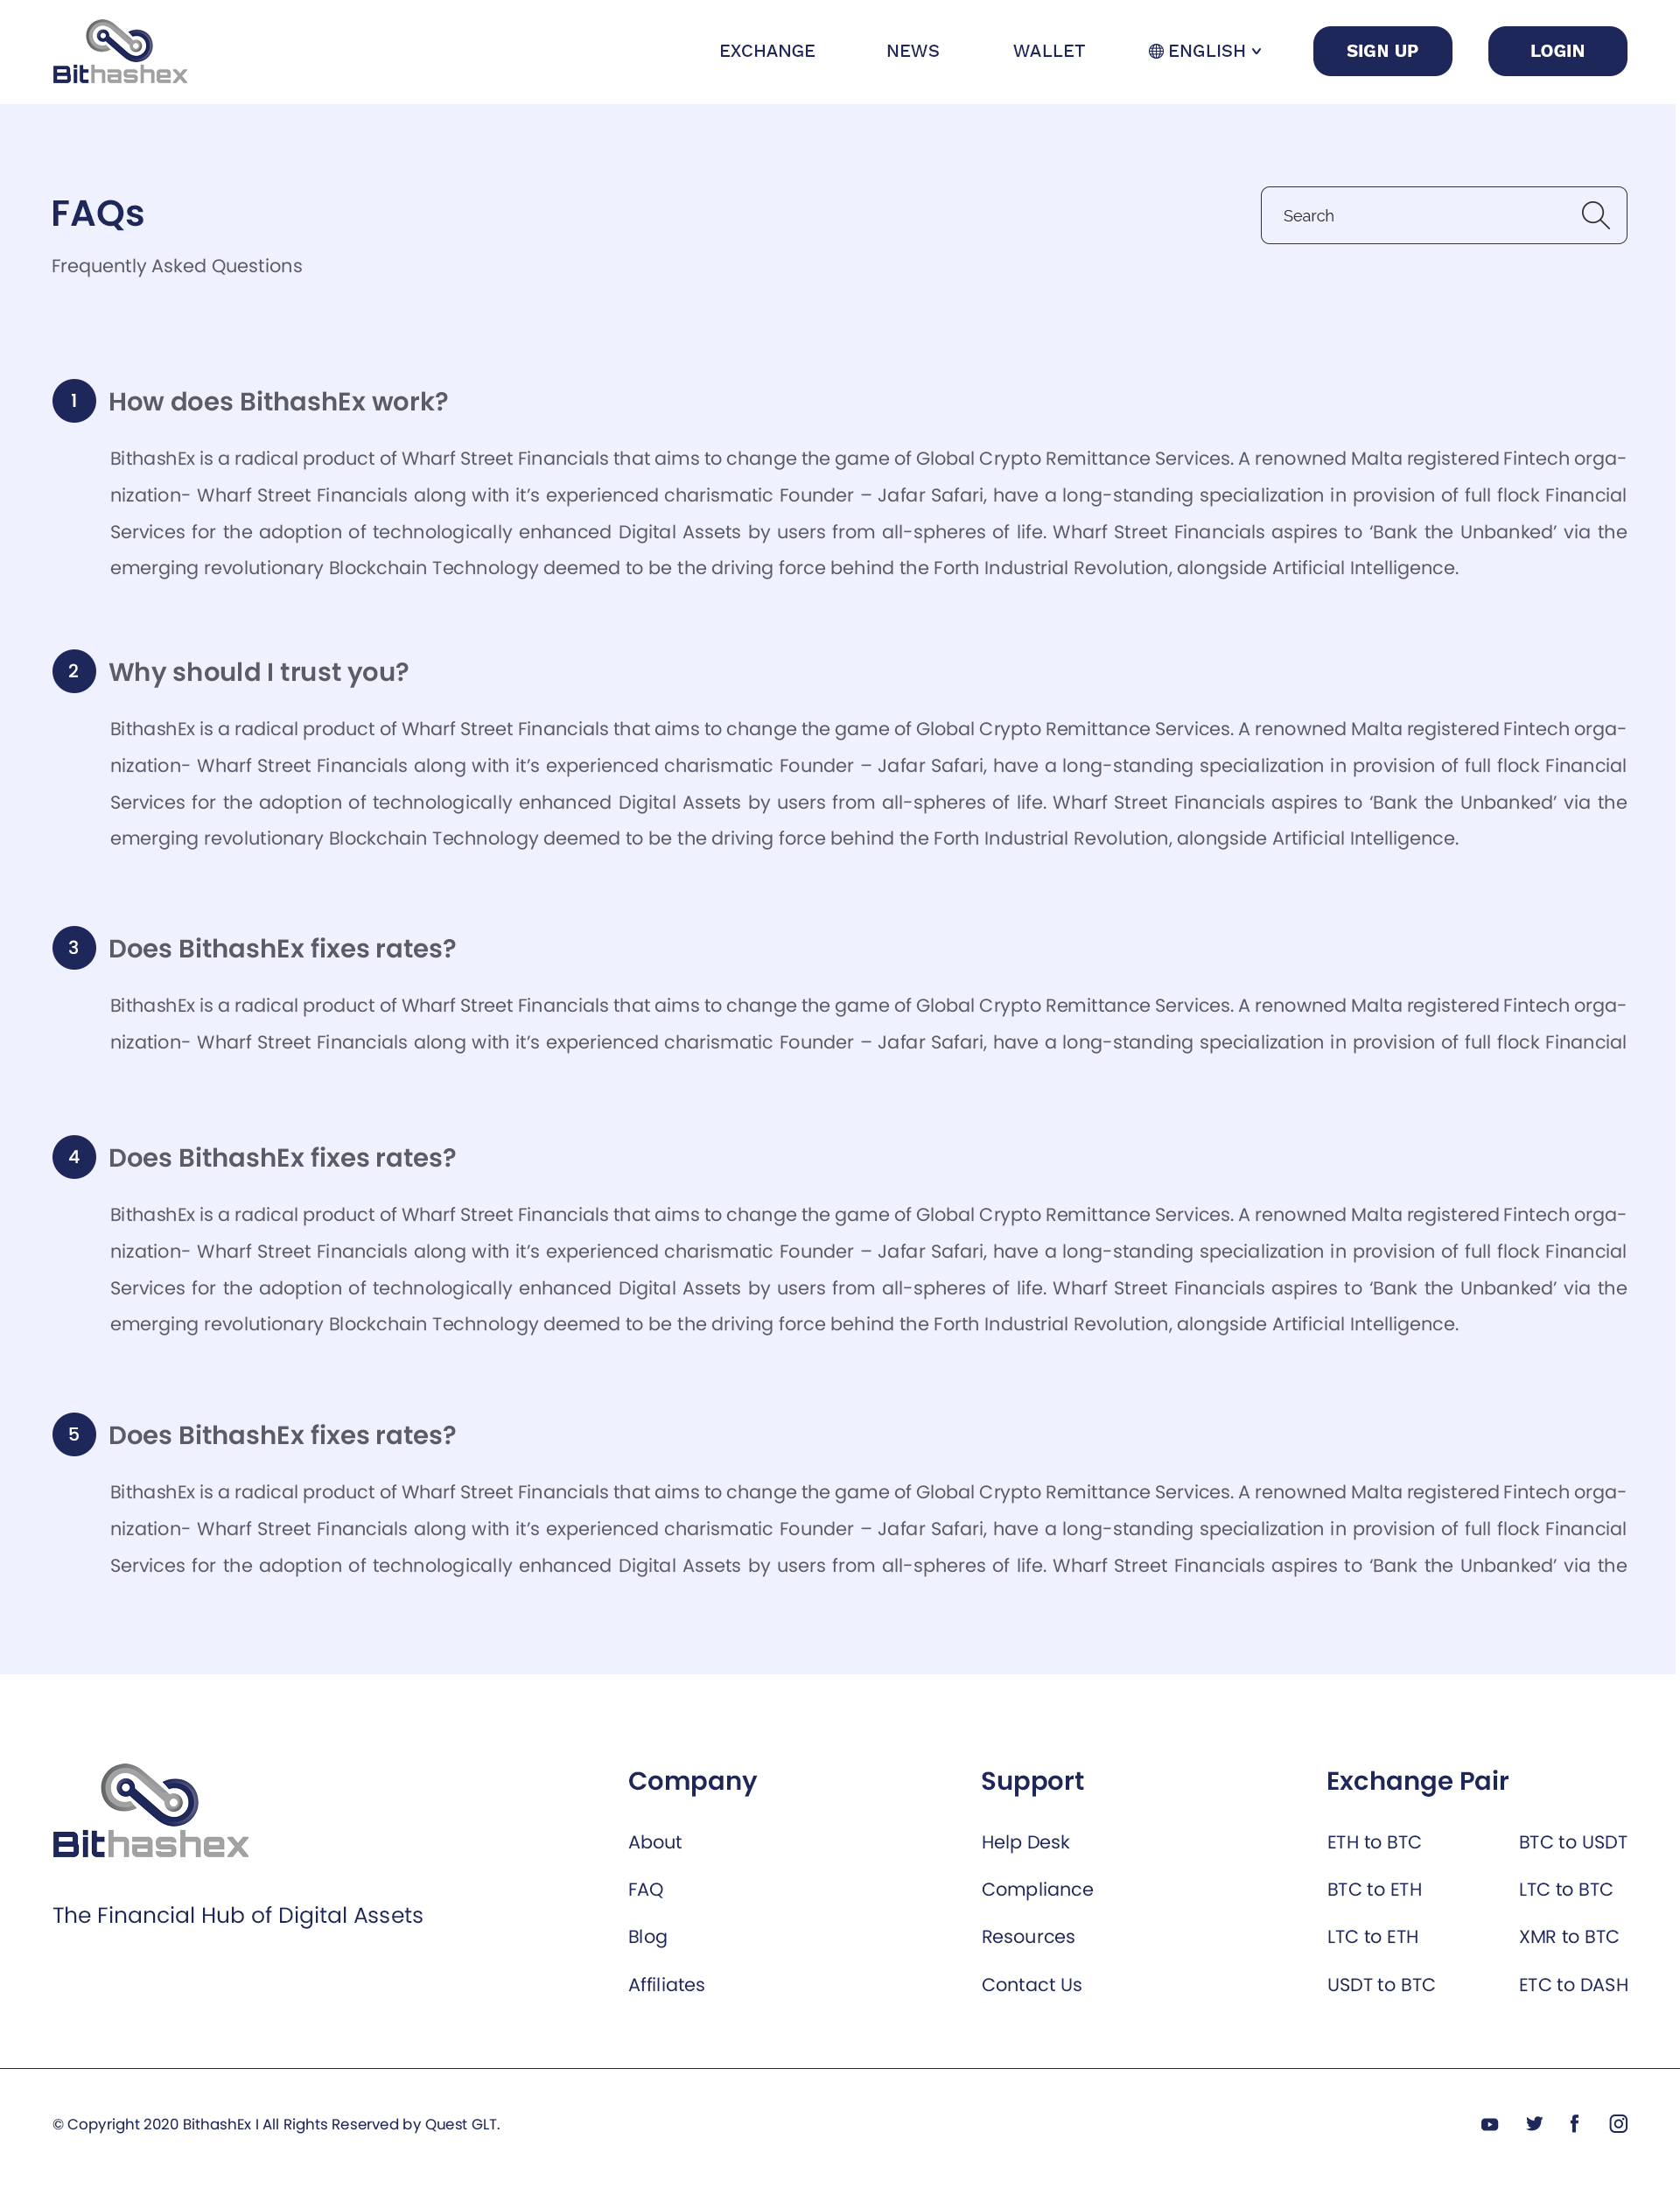 Bithashex
EXCHANGE NEWS WALLET ENGLISH SIGN UP LOGIN
FAQs
Search
Frequently Asked Questions
1 How does BithashEx work?
BithashEx is a radical product of Wharf Street Financials that aims to change the game of Global Crypto Remittance Services. A renowned Malta registered Fintech orga-
nization- Wharf Street Financials along with it’s experienced charismatic Founder – Jafar Safari, have a long-standing specialization in provision of full flock Financial
Services for the adoption of technologically enhanced Digital Assets by users from all-spheres of life. Wharf Street Financials aspires to ‘Bank the Unbanked’ via the
emerging revolutionary Blockchain Technology deemed to be the driving force behind the Forth Industrial Revolution, alongside Artificial Intelligence.
2 Why should I trust you?
BithashEx is a radical product of Wharf Street Financials that aims to change the game of Global Crypto Remittance Services. A renowned Malta registered Fintech orga-
nization- Wharf Street Financials along with it’s experienced charismatic Founder – Jafar Safari, have a long-standing specialization in provision of full flock Financial
Services for the adoption of technologically enhanced Digital Assets by users from all-spheres of life. Wharf Street Financials aspires to ‘Bank the Unbanked’ via the
emerging revolutionary Blockchain Technology deemed to be the driving force behind the Forth Industrial Revolution, alongside Artificial Intelligence.
3 Does BithashEx fixes rates?
BithashEx is a radical product of Wharf Street Financials that aims to change the game of Global Crypto Remittance Services. A renowned Malta registered Fintech orga-
nization- Wharf Street Financials along with it’s experienced charismatic Founder – Jafar Safari, have a long-standing specialization in provision of full flock Financial
4 Does BithashEx fixes rates?
BithashEx is a radical product of Wharf Street Financials that aims to change the game of Global Crypto Remittance Services. A renowned Malta registered Fintech orga-
nization- Wharf Street Financials along with it’s experienced charismatic Founder – Jafar Safari, have a long-standing specialization in provision of full flock Financial
Services for the adoption of technologically enhanced Digital Assets by users from all-spheres of life. Wharf Street Financials aspires to ‘Bank the Unbanked’ via the
emerging revolutionary Blockchain Technology deemed to be the driving force behind the Forth Industrial Revolution, alongside Artificial Intelligence.
5 Does BithashEx fixes rates?
BithashEx is a radical product of Wharf Street Financials that aims to change the game of Global Crypto Remittance Services. A renowned Malta registered Fintech orga-
nization- Wharf Street Financials along with it’s experienced charismatic Founder – Jafar Safari, have a long-standing specialization in provision of full flock Financial
Services for the adoption of technologically enhanced Digital Assets by users from all-spheres of life. Wharf Street Financials aspires to ‘Bank the Unbanked’ via the
Bithashex
The Financial Hub of Digital Assets
Company
About
FAQ
Blog
Affiliates
Support
Help Desk
Compliance
Resources
Contact Us
Exchange Pair
ETH to BTC BTC to USDT
BTC to ETH LTC to BTC
LTC to ETH XMR to BTC
USDT to BTC ETC to DASH
© Copyright 2020 BithashEx I All Rights Reserved by Quest GLT.